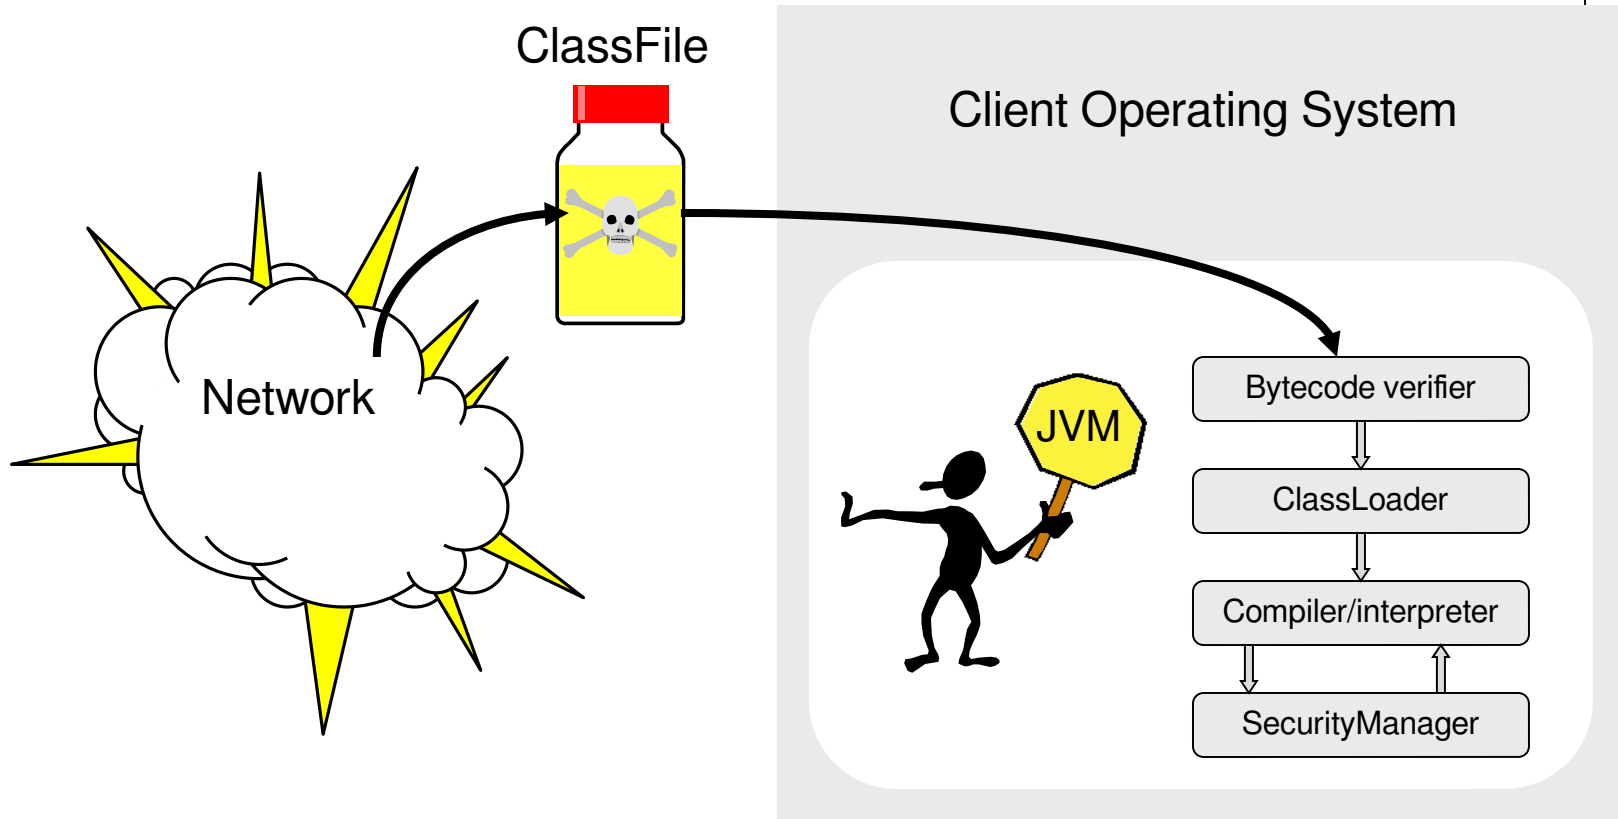 ClassFile
Client Operating System
Network
JVM
Bytecode verifier
ClassLoader
Compiler/interpreter
SecurityManager